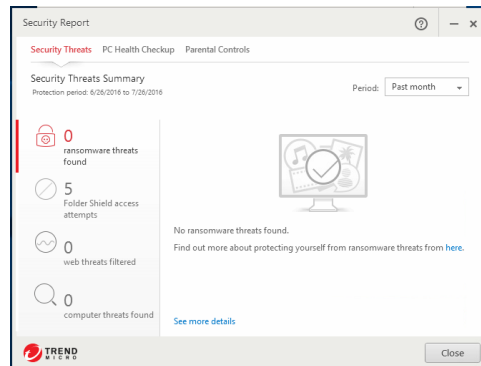 Security Report
Security Threats PC Health Checkup Parental Controls
Security Threats Summary
Protection period: 6/26/2016 to 7/26/2016
Period: Past month
0
ransomware threats
found
5
Folder Shield access
attempts
0
web threats filtered
0
computer threats found
No ransomware threats found.
Find out more about protecting yourself from ransomware threats from here.
See more details
TREND
MICRO
Close